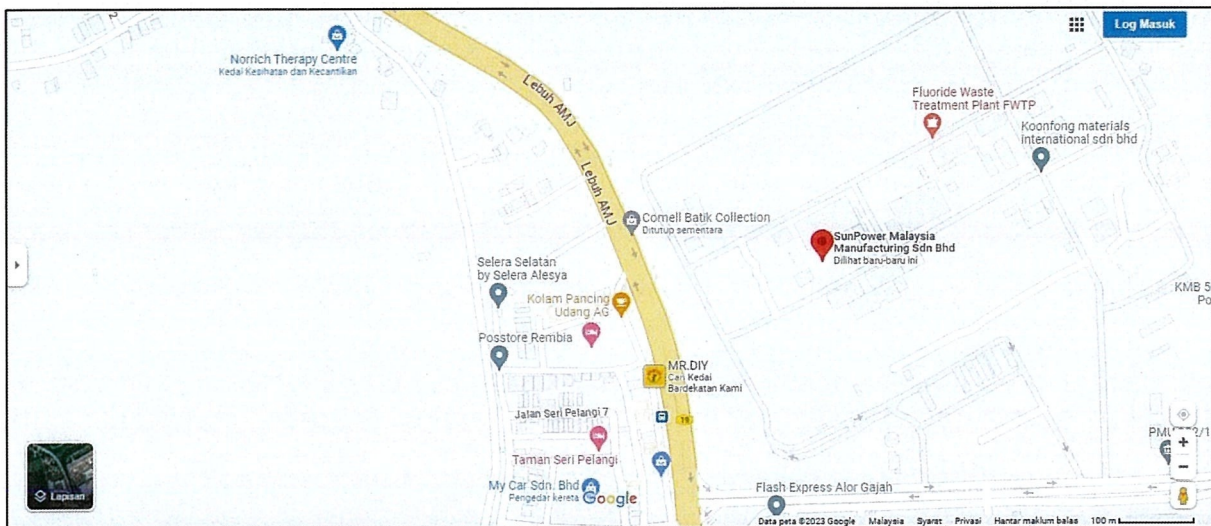 Log Masuk
Norrich Therapy Centre
Kedai Kesihatan dan Kecantikan
Lebuh AMJ
Lebuh AMJ
Fluoride Waste
Treatment Plant FWTP
Koonfong materials
international sdn bhd
Comell Batik Collection
Ditutup sementara
SunPower Malaysia
Manufacturing Sdn Bhd
Dilihat baru-baru ini
Selera Selatan
by Selera Alesya
KMB 5
Po
Kolam Pancing
Udang AG
Posstore Rembia
MR.DIY
Cari Kedai
Berdekatan Kami
Jalan Seri Pelangi 7
19
Taman Seri Pelangi
My Car Sdn. Bhd
Pengedar kereta
Google
Lapisan
Flash Express Alor Gajah
Data peta ©2023 Google Malaysia Syarat Privasi Hantar maklum balas 100 m